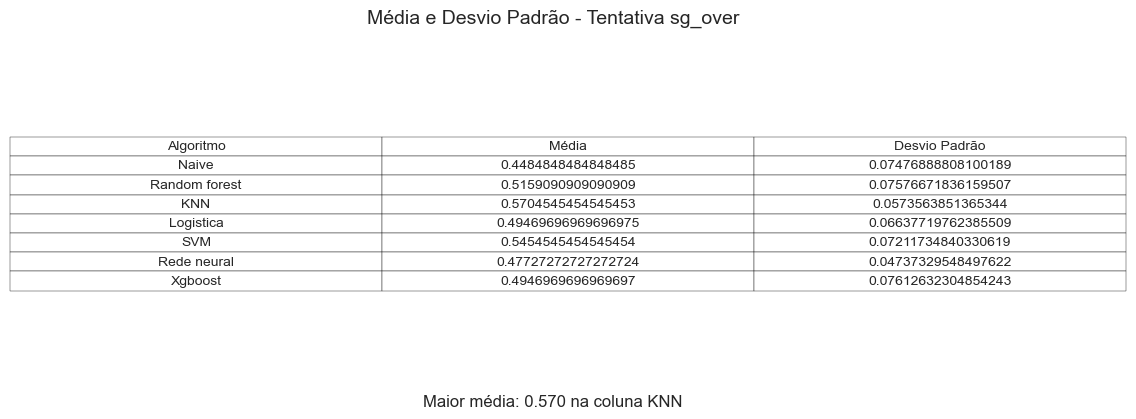 Média e Desvio Padrão - Tentativa sg_over
Algoritmo Média Desvio Padrão
Naive 0.4484848484848485 0.07476888808100189
Random forest 0.5159090909090909 0.07576671836159507
KNN 0.5704545454545453 0.0573563851365344
Logistica 0.49469696969696975 0.06637719762385509
SVM 0.5454545454545454 0.07211734840330619
Rede neural 0.47727272727272724 0.04737329548497622
Xgboost 0.4946969696969697 0.07612632304854243
Maior média: 0.570 na coluna KNN